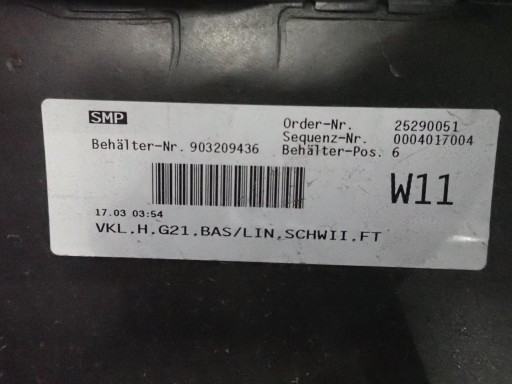 SMP
Order-Nr. 25290051
Sequenz-Nr. 0004017004
Behälter-Nr. 903209436 Behälter-Pos. 6
W11
17.03 03:54
VKL.H.G21.BAS/LIN.SCHWII.FT